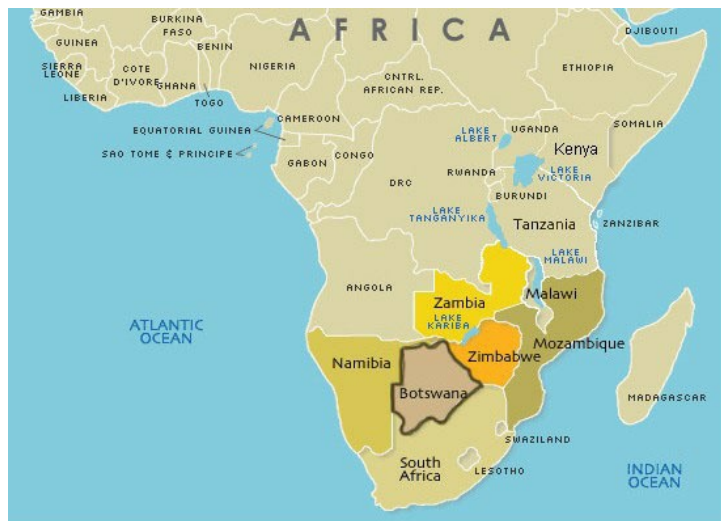 GAMBIA
BURKINA
FASO
AFRICA
DJIBOUTI
GUINEA
BENIN
SIERRA
LEONE
COTE
D'IVORE
GHANA
NIGERIA
CNTRL.
AFRICAN REP.
ETHIOPIA
LIBERIA
TOGO
CAMEROON
EQUATORIAL GUINEA
SAO TOME & PRINCIPE
GABON
CONGO
DRC
LAKE
ALBERT
UGANDA
SOMALIA
Kenya
RWANDA
LAKE
VICTORIA
BURUNDI
LAKE
TANGANYIKA
Tanzania
ZANZIBAR
LAKE
MALAWI
ANGOLA
Zambia
Malawi
LAKE
KARIBA
ATLANTIC
OCEAN
Mozambique
Namibia
Zimbabwe
Botswana
MADAGASCAR
SWAZILAND
South
Africa
LESOTHO
INDIAN
OCEAN